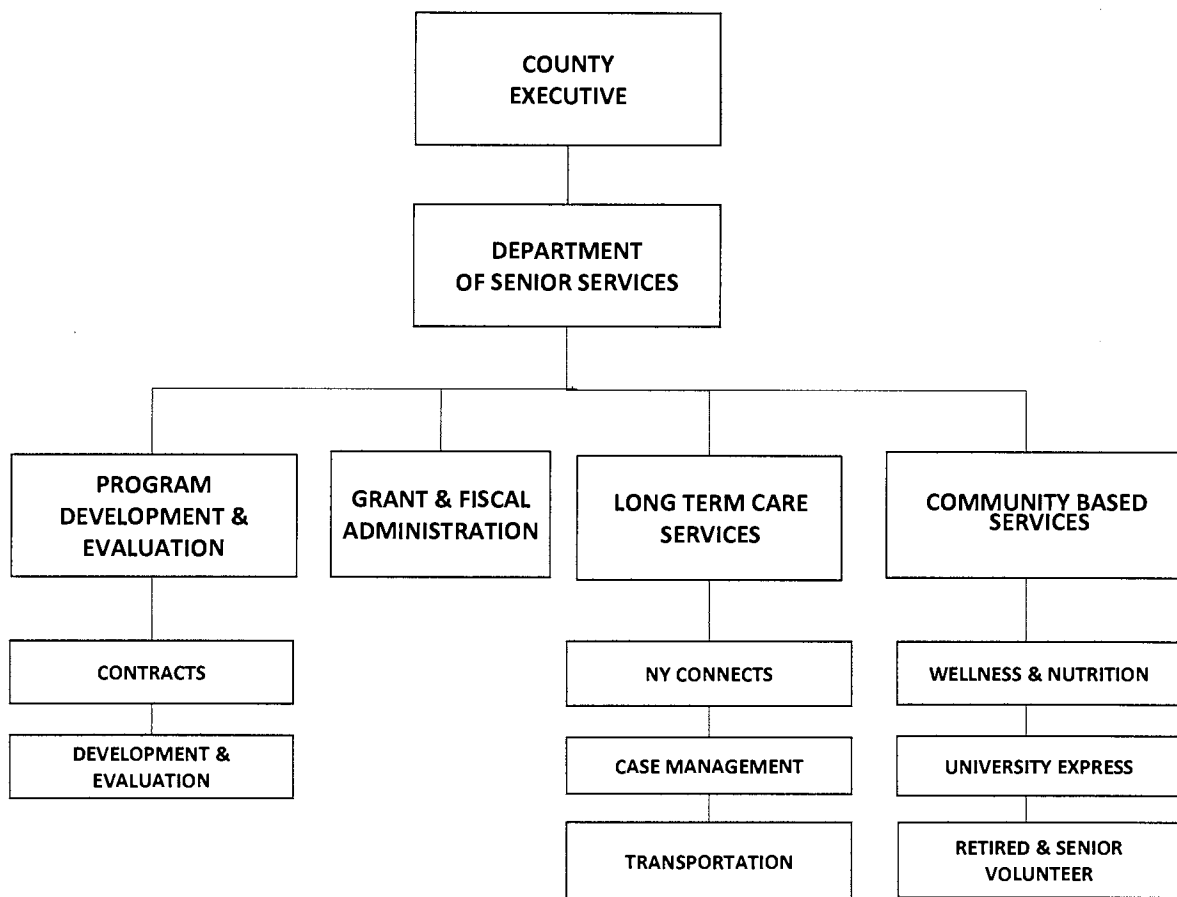 COUNTY
EXECUTIVE
DEPARTMENT
OF SENIOR SERVICES
PROGRAM
DEVELOPMENT &
EVALUATION
GRANT & FISCAL
ADMINISTRATION
LONG TERM CARE
SERVICES
COMMUNITY BASED
SERVICES
CONTRACTS
NY CONNECTS
WELLNESS & NUTRITION
DEVELOPMENT &
EVALUATION
CASE MANAGEMENT
UNIVERSITY EXPRESS
TRANSPORTATION
RETIRED & SENIOR
VOLUNTEER